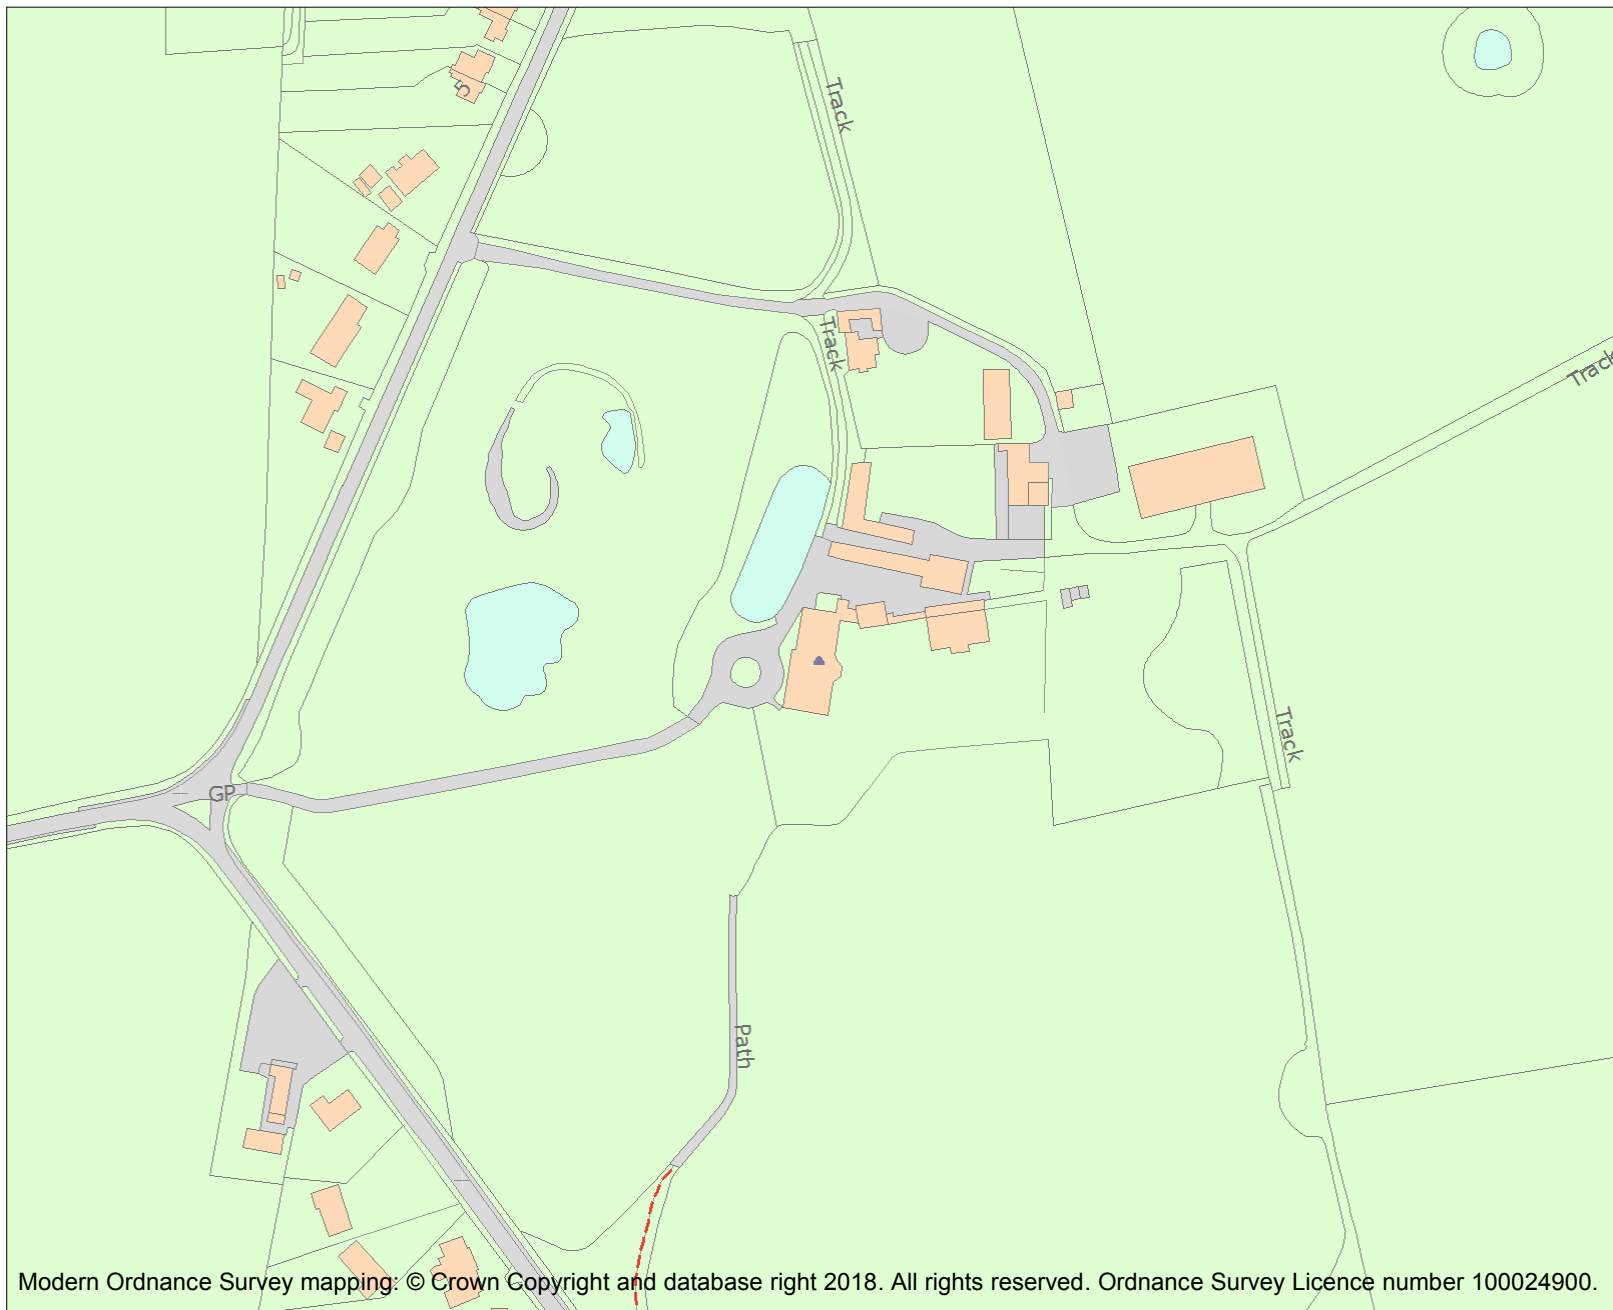 5
Track
Track
Track
Track
GP
Path
Modern Ordnance Survey mapping: © Crown Copyright and database right 2018. All rights reserved. Ordnance Survey Licence number 100024900.